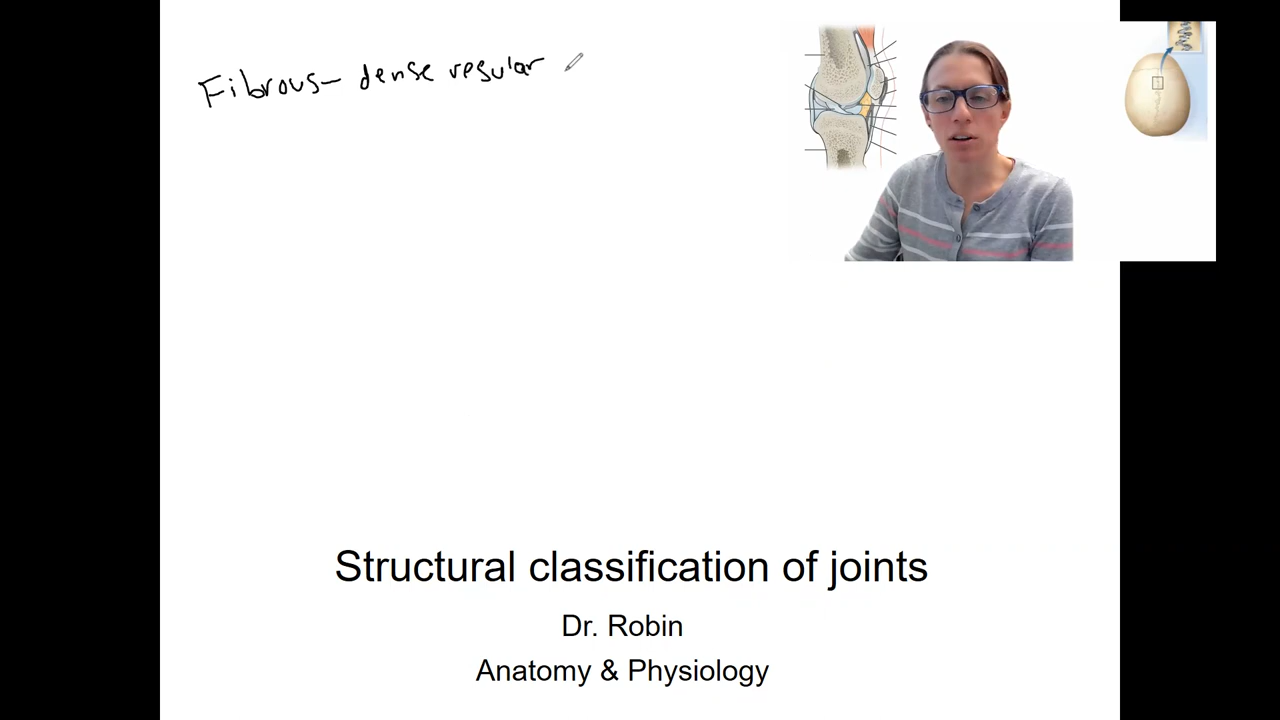 Fibrous- dense regular
Structural classification of joints
Dr. Robin
Anatomy & Physiology